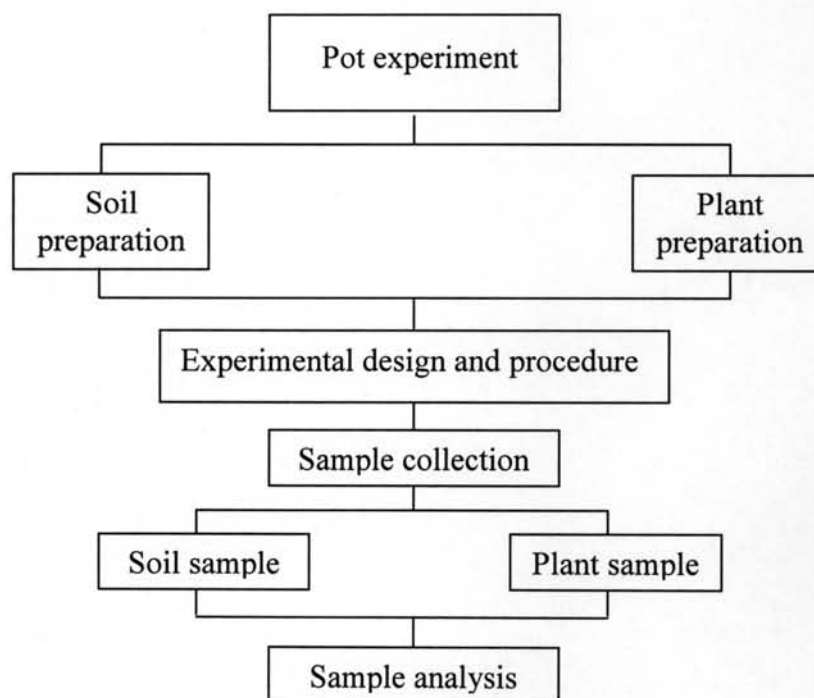 Pot experiment
Soil
preparation
Plant
preparation
Experimental design and procedure
Sample collection
Soil sample
Plant sample
Sample analysis